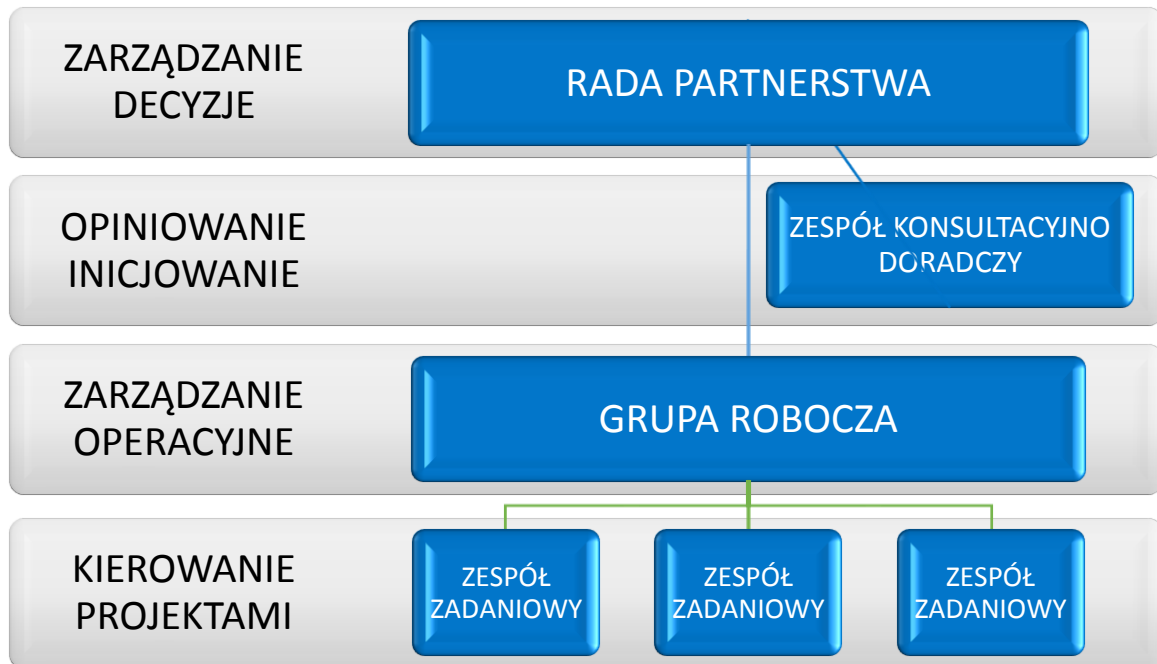 ZARZĄDZANIE
DECYZJE
RADA PARTNERSTWA
OPINIOWANIE
INICJOWANIE
ZESPÓŁ KONSULTACYJNO
DORADCZY
ZARZĄDZANIE
OPERACYJNE
GRUPA ROBOCZA
KIEROWANIE
PROJEKTAMI
ZESPÓŁ
ZADANIOWY
ZESPÓŁ
ZADANIOWY
ZESPÓŁ
ZADANIOWY